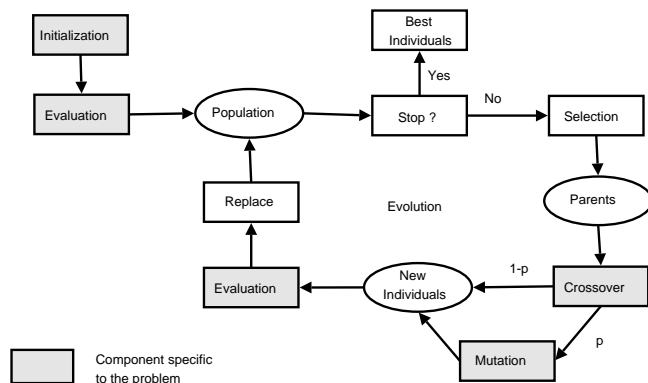 Best
Individuals
Initialization
Yes
No
Evaluation
Population
Stop ?
Selection
Replace
Evolution
Parents
1-p
Evaluation
New
Individuals
Crossover
p
Mutation
Component specific
to the problem